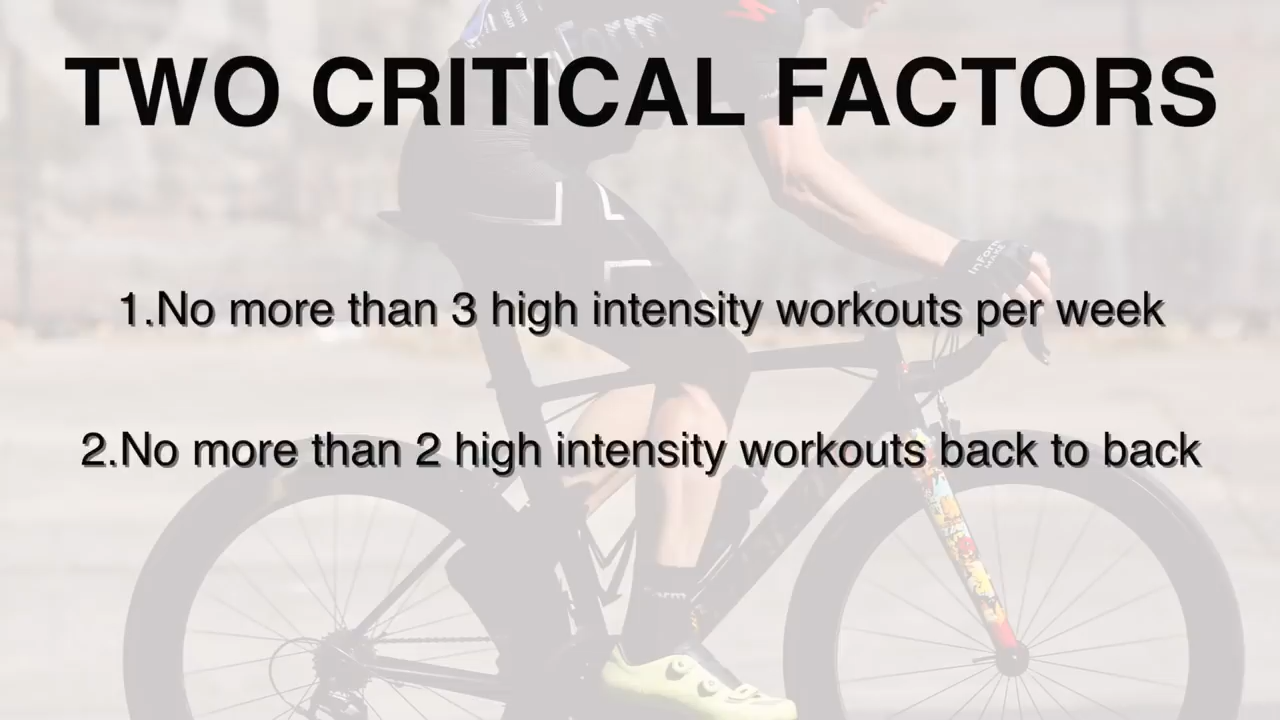 TWO CRITICAL FACTORS
1.No more than 3 high intensity workouts per week
2.No more than 2 high intensity workouts back to back
InForm